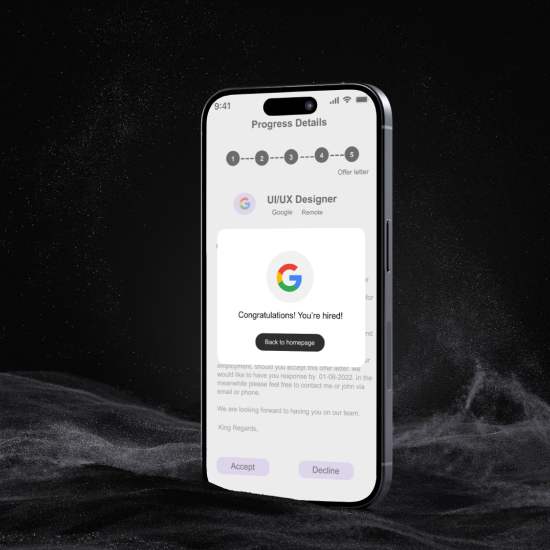 9:41
Progress Details
1 2 3 4 5
Offer letter
UI/UX Designer
Google Remote
Congratulations! You're hired!
Back to homepage
employment, should you accept this offer letter. we
would like to have you response by 01-06-2022, in the
meanwhile please feel free to contact me or john via
email or phone.
We are looking forward to having you on our team.
King Regards,
Accept
Decline